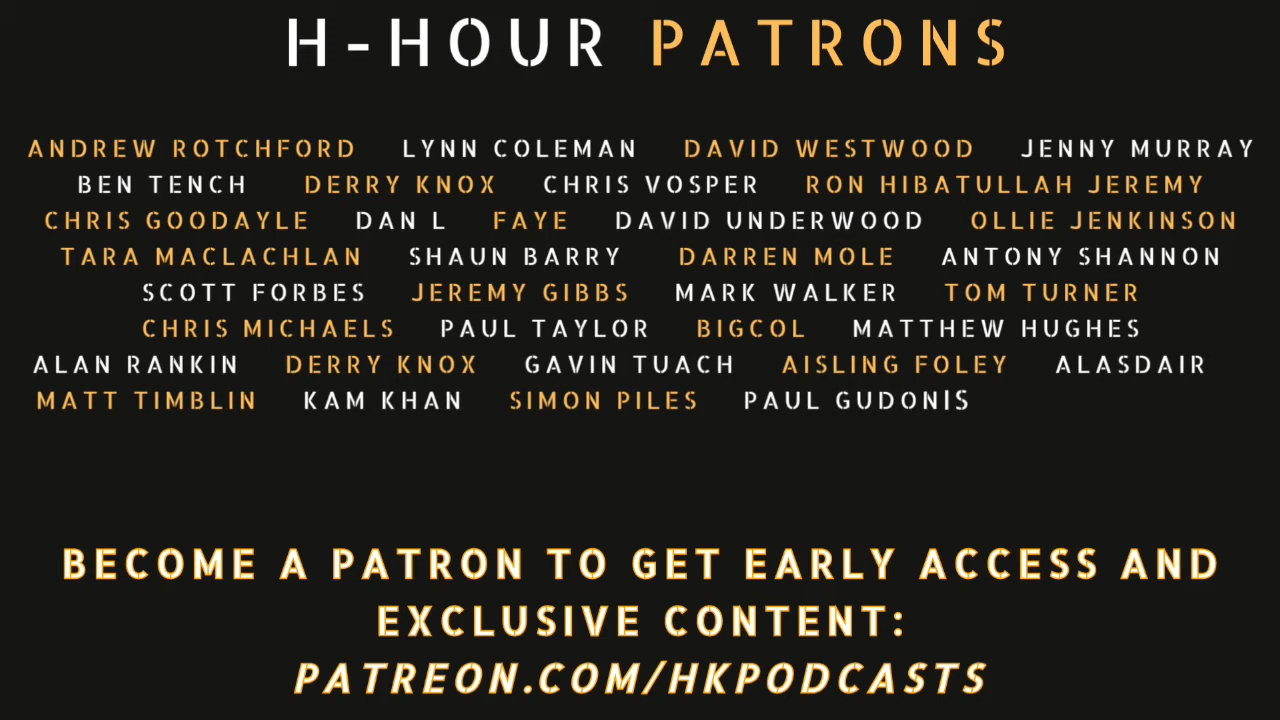 H-HOUR PATRONS
ANDREW ROTCHFORD LYNN COLEMAN DAVID WESTWOOD JENNY MURRAY
BEN TENCH DERRY KNOX CHRIS VOSPER RON HIBATULLAH JEREMY
CHRIS GOODAYLE DAN L FAYE DAVID UNDERWOOD OLLIE JENKINSON
TARA MACLACHLAN SHAUN BARRY DARREN MOLE ANTONY SHANNON
SCOTT FORBES JEREMY GIBBS MARK WALKER TOM TURNER
CHRIS MICHAELS PAUL TAYLOR BIGCOL MATTHEW HUGHES
ALAN RANKIN DERRY KNOX GAVIN TUACH AISLING FOLEY ALASDAIR
MATT TIMBLIN KAM KHAN SIMON PILES PAUL GUDONIS
BECOME A PATRON TO GET EARLY ACCESS AND
EXCLUSIVE CONTENT:
PATREON.COM/HKPODCASTS